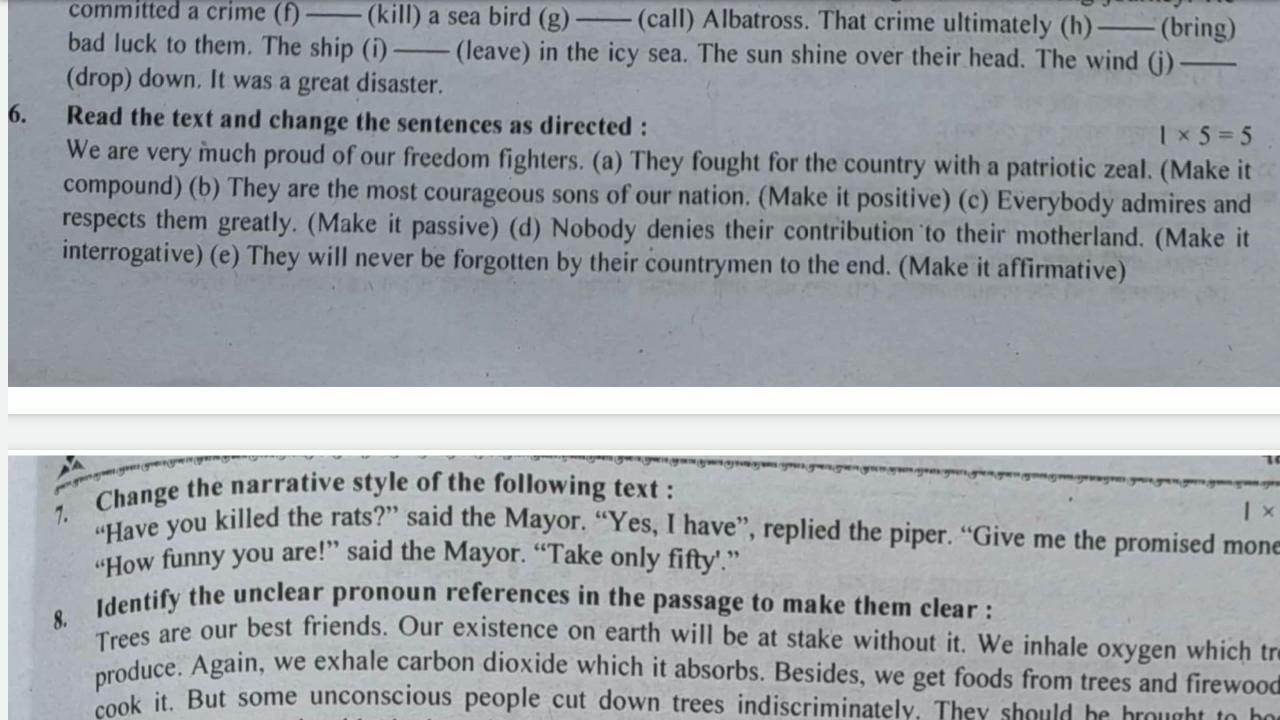 committed a crime (f) —— (kill) a sea bird (g) —— (call) Albatross. That crime ultimately (h) —— (bring)
bad luck to them. The ship (i) —— (leave) in the icy sea. The sun shine over their head. The wind (j) ——
(drop) down. It was a great disaster.
6. Read the text and change the sentences as directed : 1 × 5 = 5
We are very much proud of our freedom fighters. (a) They fought for the country with a patriotic zeal. (Make it
compound) (b) They are the most courageous sons of our nation. (Make it positive) (c) Everybody admires and
respects them greatly. (Make it passive) (d) Nobody denies their contribution to their motherland. (Make it
interrogative) (e) They will never be forgotten by their countrymen to the end. (Make it affirmative)
7. Change the narrative style of the following text : 1 ×
“Have you killed the rats?” said the Mayor. “Yes, I have”, replied the piper. “Give me the promised mone
“How funny you are!” said the Mayor. “Take only fifty'.”
8. Identify the unclear pronoun references in the passage to make them clear :
Trees are our best friends. Our existence on earth will be at stake without it. We inhale oxygen which tre
produce. Again, we exhale carbon dioxide which it absorbs. Besides, we get foods from trees and firewood
cook it. But some unconscious people cut down trees indiscriminately. They should be brought to bo